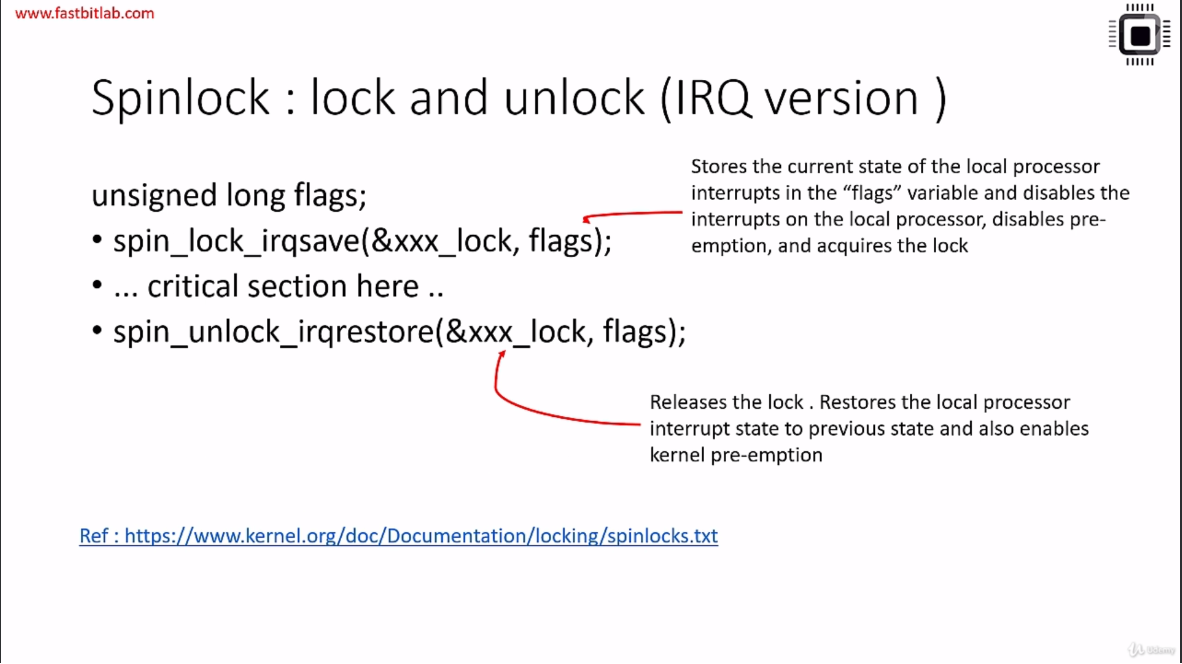 www.fastbitlab.com
Spinlock : lock and unlock (IRQ version )
unsigned long flags;
• spin_lock_irqsave(&xxx_lock, flags);
• ... critical section here ..
• spin_unlock_irqrestore(&xxx_lock, flags);
Stores the current state of the local processor
interrupts in the “flags” variable and disables the
interrupts on the local processor, disables pre-
emption, and acquires the lock
Releases the lock . Restores the local processor
interrupt state to previous state and also enables
kernel pre-emption
Ref : https://www.kernel.org/doc/Documentation/locking/spinlocks.txt
Udemy